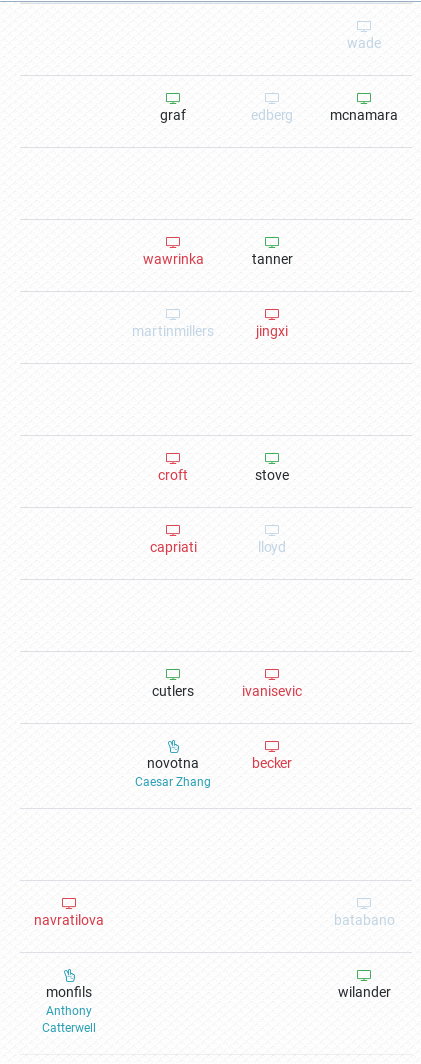 wade
graf edberg mcnamara
wawrinka tanner
martinmillers jingxi
croft stove
capriati lloyd
cutlers ivanisevic
novotna becker
Caesar Zhang
navratilova batabano
monfils wilander
Anthony
Catterwell